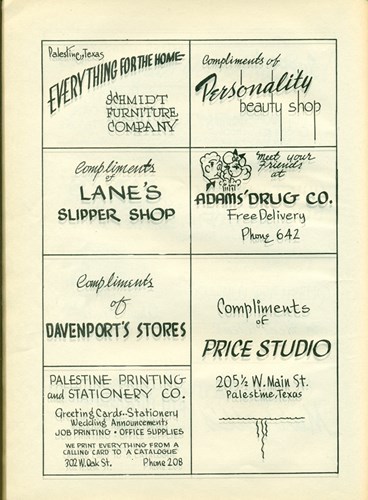 Palestine, Texas
EVERYTHING FOR THE HOME
SCHMIDT
FURNITURE
COMPANY
Compliments of
Personality
beauty shop
Compliments
of
LANE'S
SLIPPER SHOP
"meet your
friends"
at
ADAMS' DRUG CO.
Free Delivery
Phone 642
Compliments
of
DAVENPORT'S STORES
Compliments
of
PRICE STUDIO
205½ W. Main St.
Palestine, Texas
PALESTINE PRINTING
and STATIONERY CO.
Greeting Cards-Stationery
Wedding Announcements
JOB PRINTING • OFFICE SUPPLIES
WE PRINT EVERYTHING FROM A
CALLING CARD TO A CATALOGUE
302 W. Oak St. Phone 208